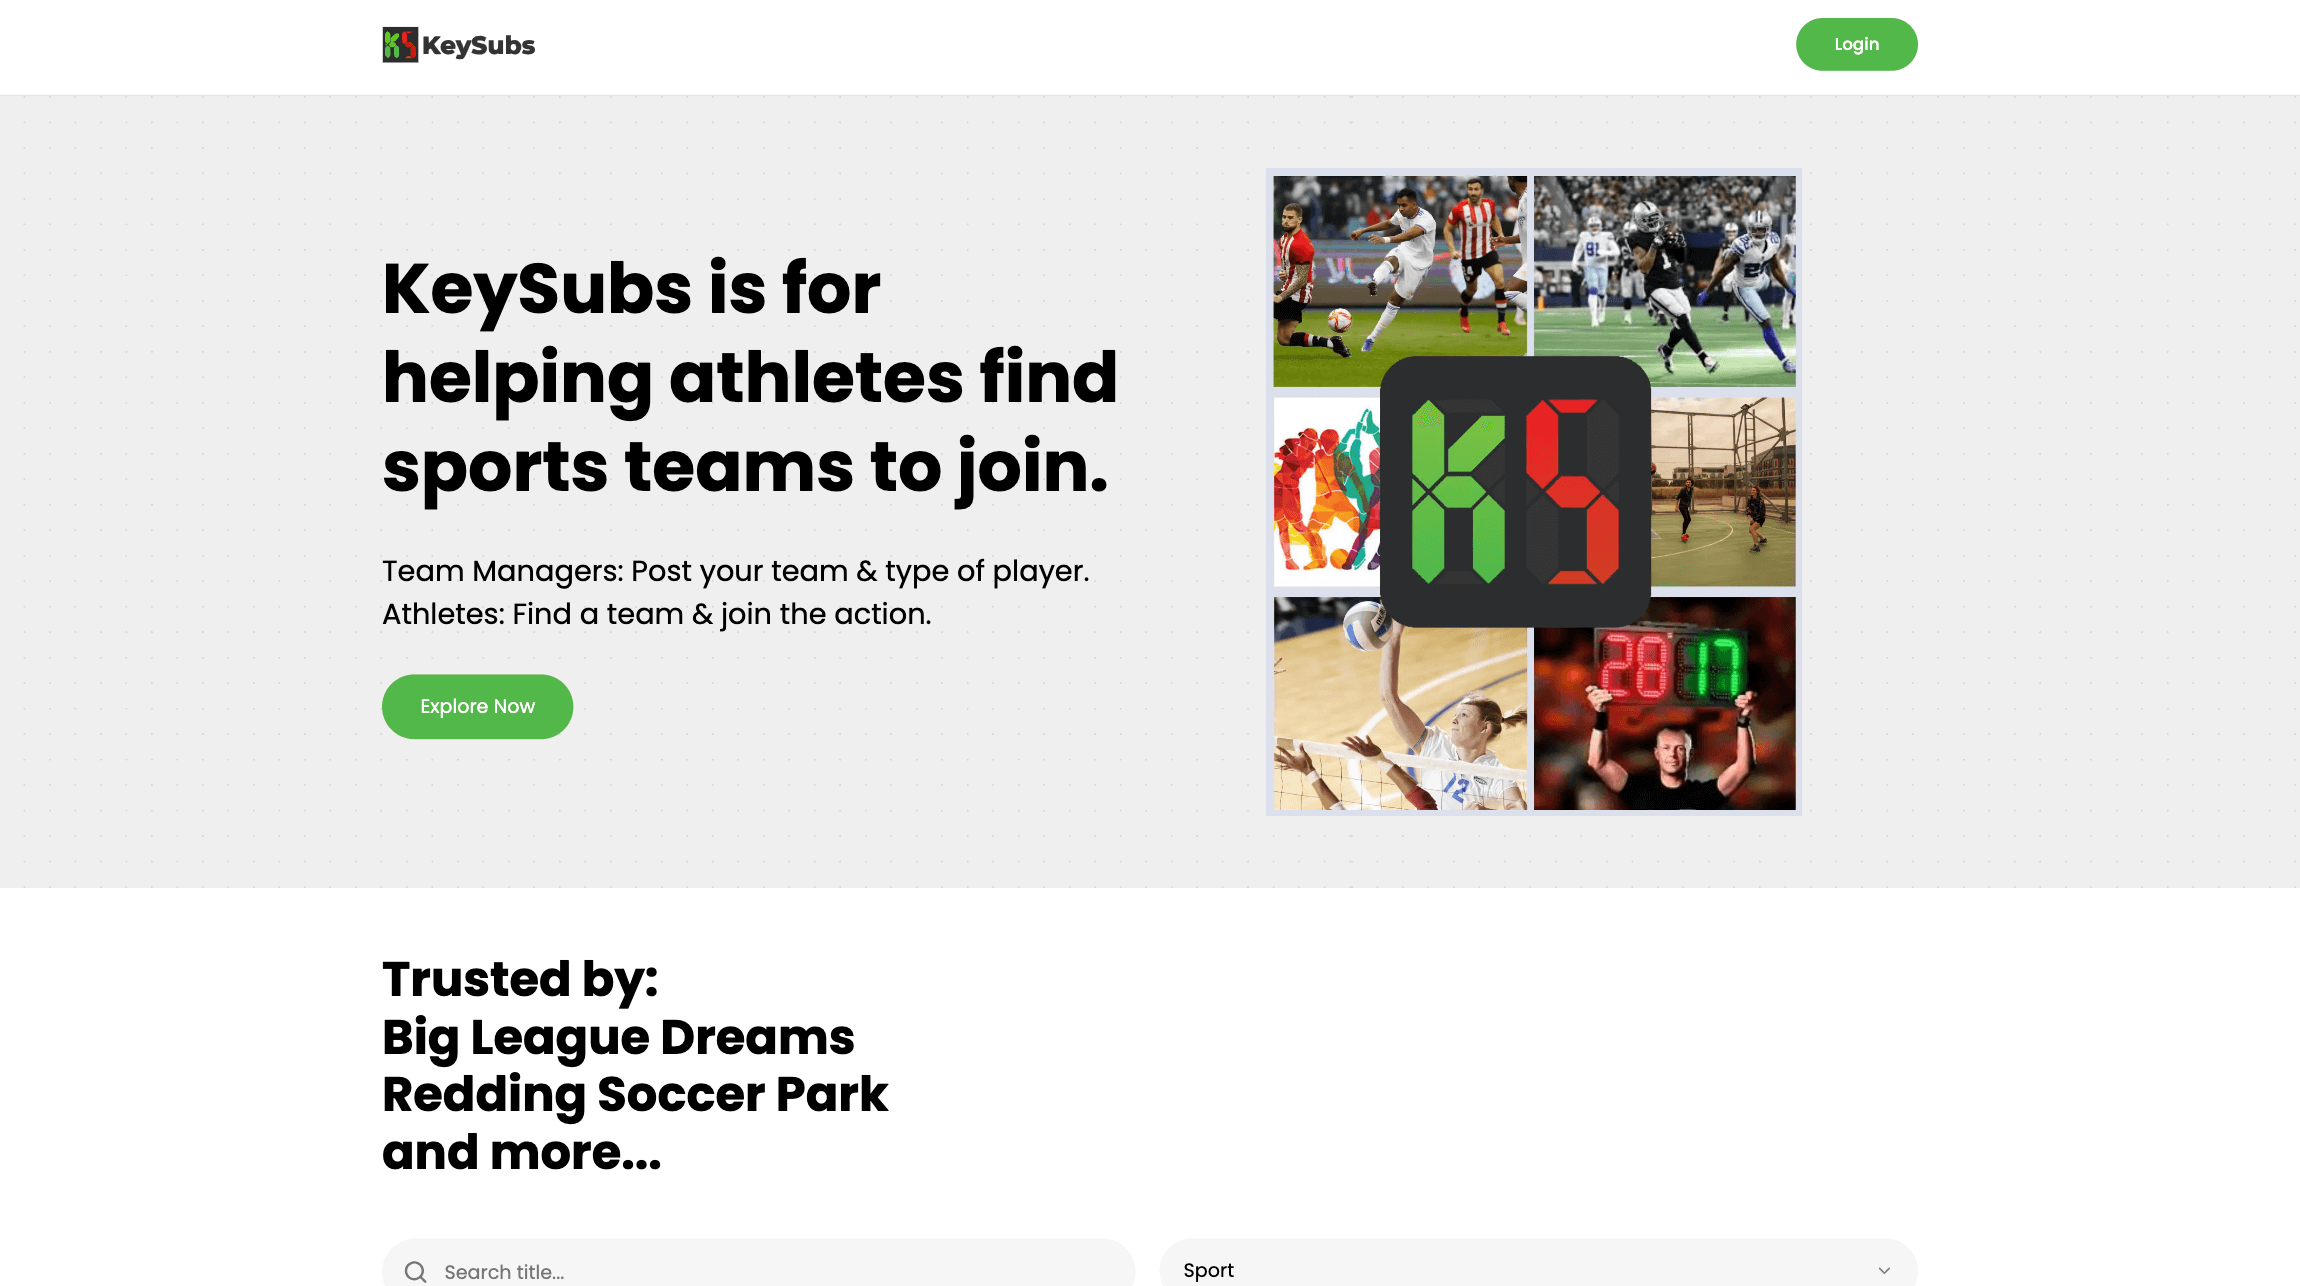 KeySubs
Login
KeySubs is for
helping athletes find
sports teams to join.
Team Managers: Post your team & type of player.
Athletes: Find a team & join the action.
Explore Now
KS
28 17
12
Trusted by:
Big League Dreams
Redding Soccer Park
and more...
Search title...
Sport